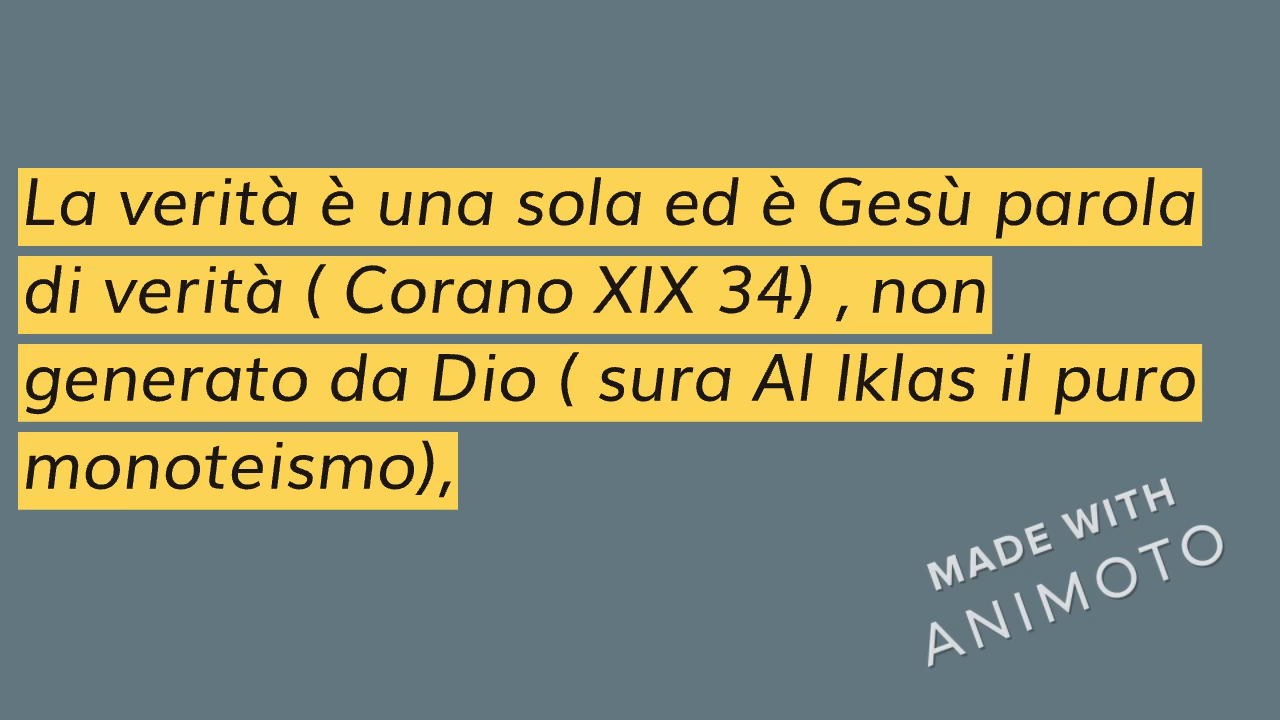 La verità è una sola ed è Gesù parola
di verità ( Corano XIX 34) , non
generato da Dio ( sura Al Iklas il puro
monoteismo),
MADE WITH
ANIMOTO